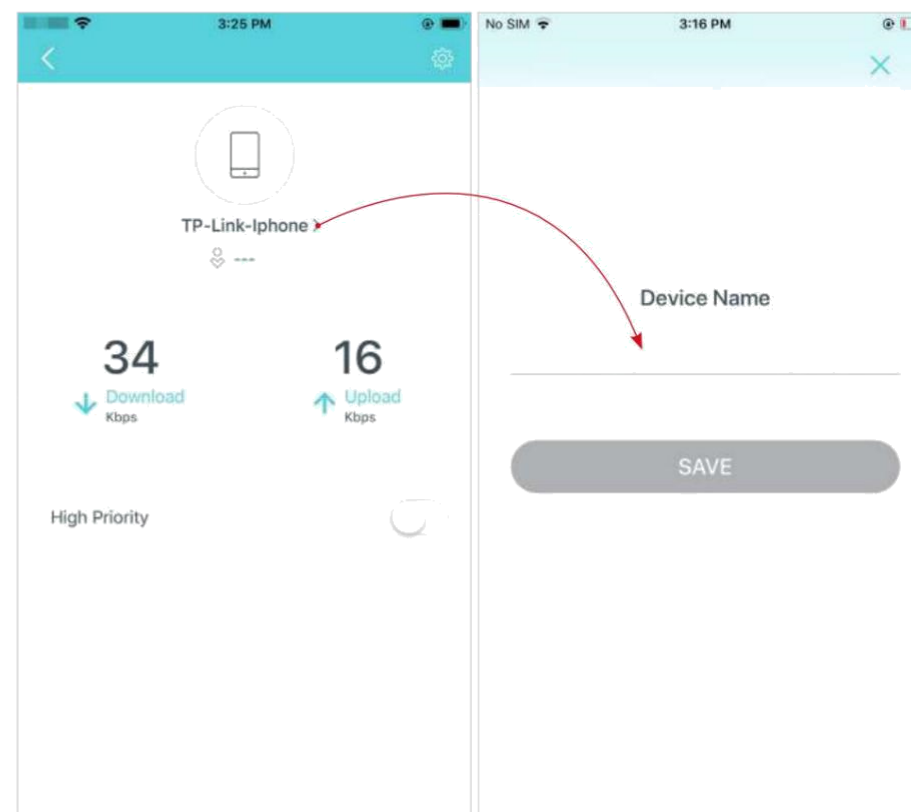 3:25 PM
TP-Link-Iphone
---
34
Download
Kbps
16
Upload
Kbps
High Priority
No SIM
3:16 PM
Device Name
SAVE